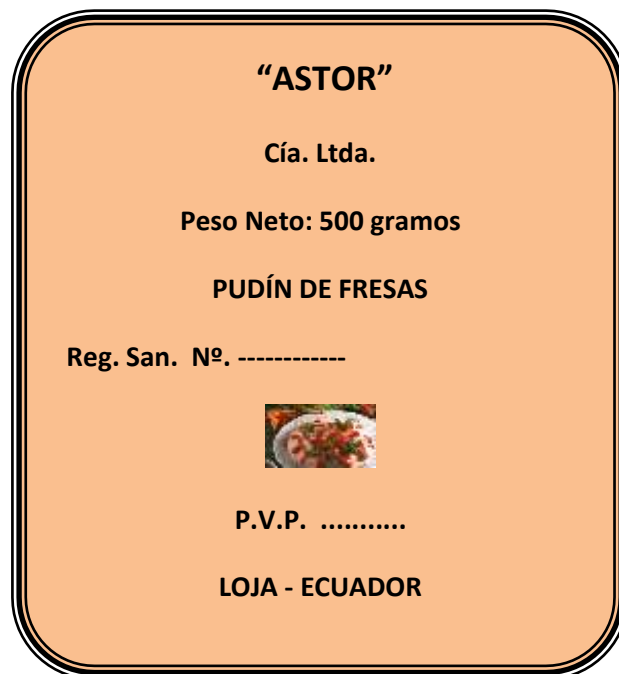 “ASTOR”
Cía. Ltda.
Peso Neto: 500 gramos
PUDÍN DE FRESAS
Reg. San.  Nº. ------------
P.V.P.  ...........
LOJA - ECUADOR